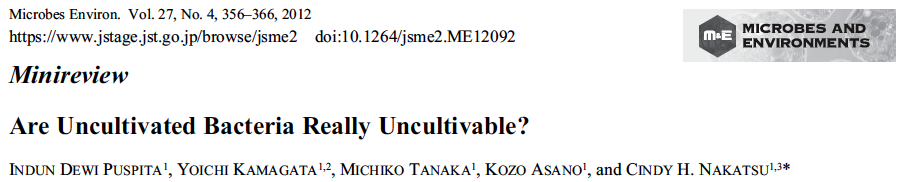 Microbes Environ. Vol. 27, No. 4, 356–366, 2012
https://www.jstage.jst.go.jp/browse/jsme2 doi:10.1264/jsme2.ME12092
M&E MICROBES AND
ENVIRONMENTS
Minireview
Are Uncultivated Bacteria Really Uncultivable?
INDUN DEWI PUSPITA1, YOICHI KAMAGATA1,2, MICHIKO TANAKA1, KOZO ASANO1, and CINDY H. NAKATSU1,3*